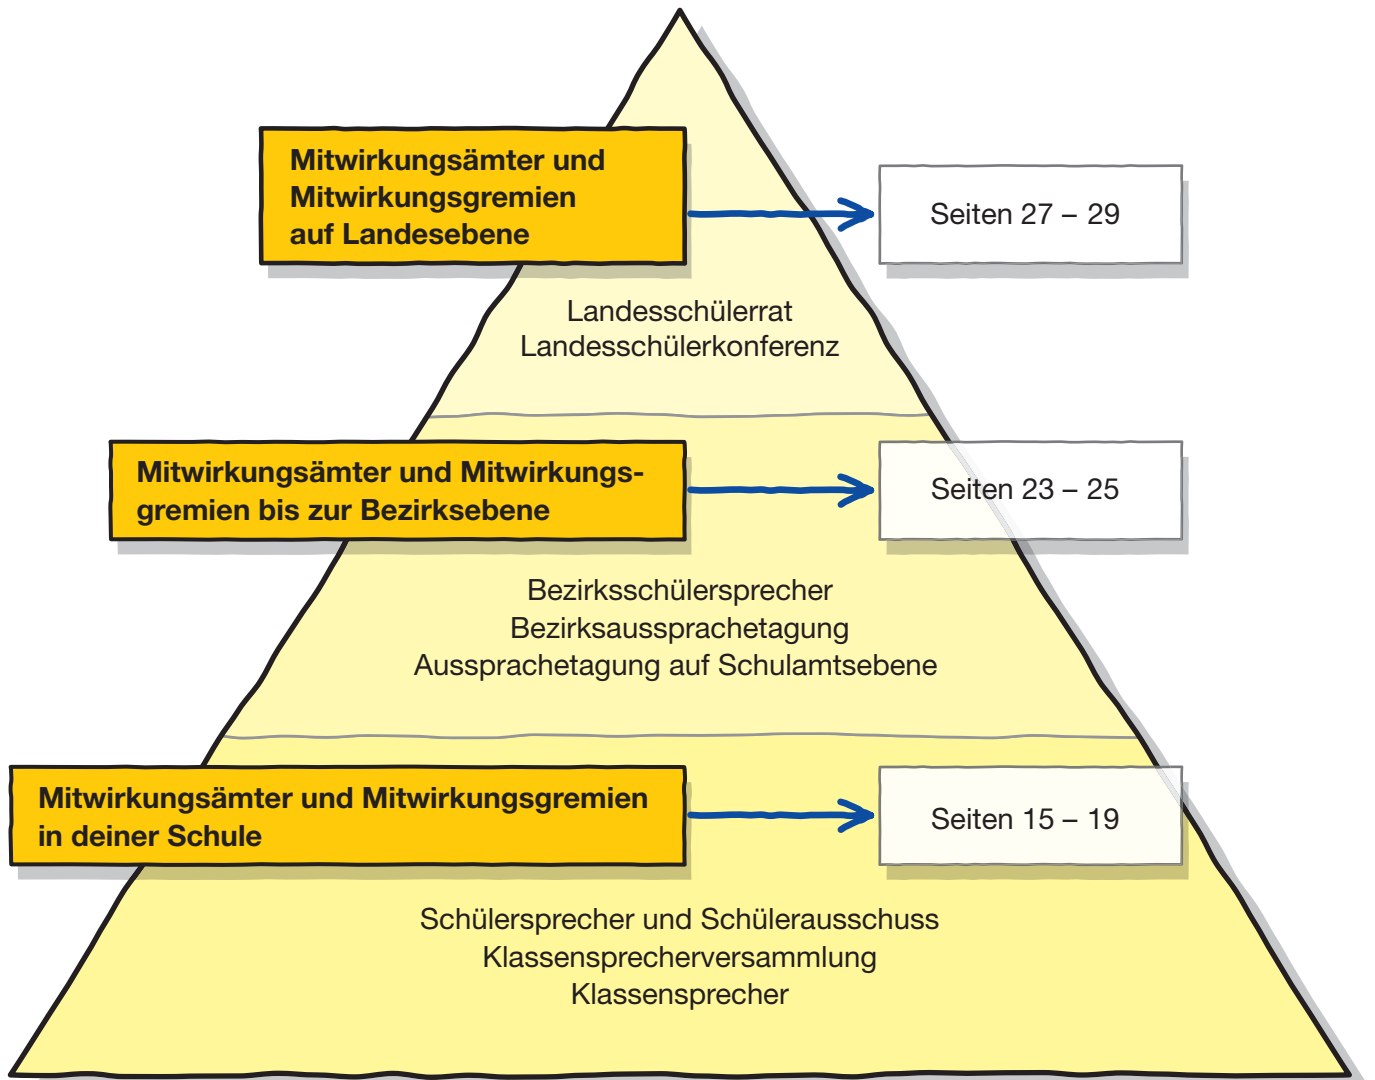 Mitwirkungsämter und
Mitwirkungsgremien
auf Landesebene
Seiten 27 – 29
Landesschülerrat
Landesschülerkonferenz
Mitwirkungsämter und Mitwirkungs-
gremien bis zur Bezirksebene
Seiten 23 – 25
Bezirksschülersprecher
Bezirksaussprachetagung
Aussprachetagung auf Schulamtsebene
Mitwirkungsämter und Mitwirkungsgremien
in deiner Schule
Seiten 15 – 19
Schülersprecher und Schülerausschuss
Klassensprecherversammlung
Klassensprecher